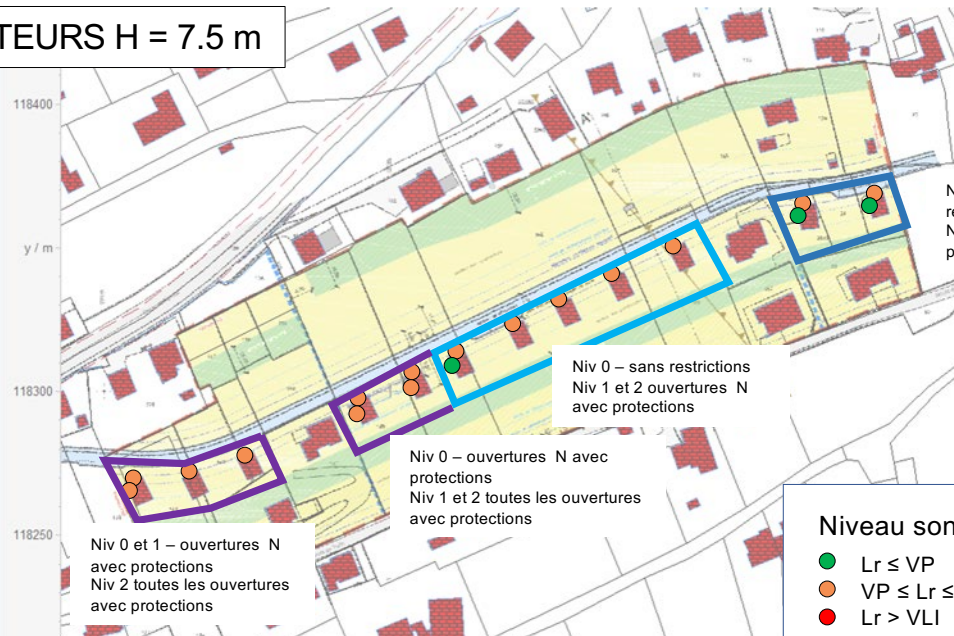 TEURS H = 7.5 m
118400
y / m
118300
118250
N
re
N
p
Niv 0 – sans restrictions
Niv 1 et 2 ouvertures N
avec protections
Niv 0 – ouvertures N avec
protections
Niv 1 et 2 toutes les ouvertures
avec protections
Niv 0 et 1 – ouvertures N
avec protections
Niv 2 toutes les ouvertures
avec protections
Niveau son
Lr ≤ VP
VP ≤ Lr ≤
Lr > VLI